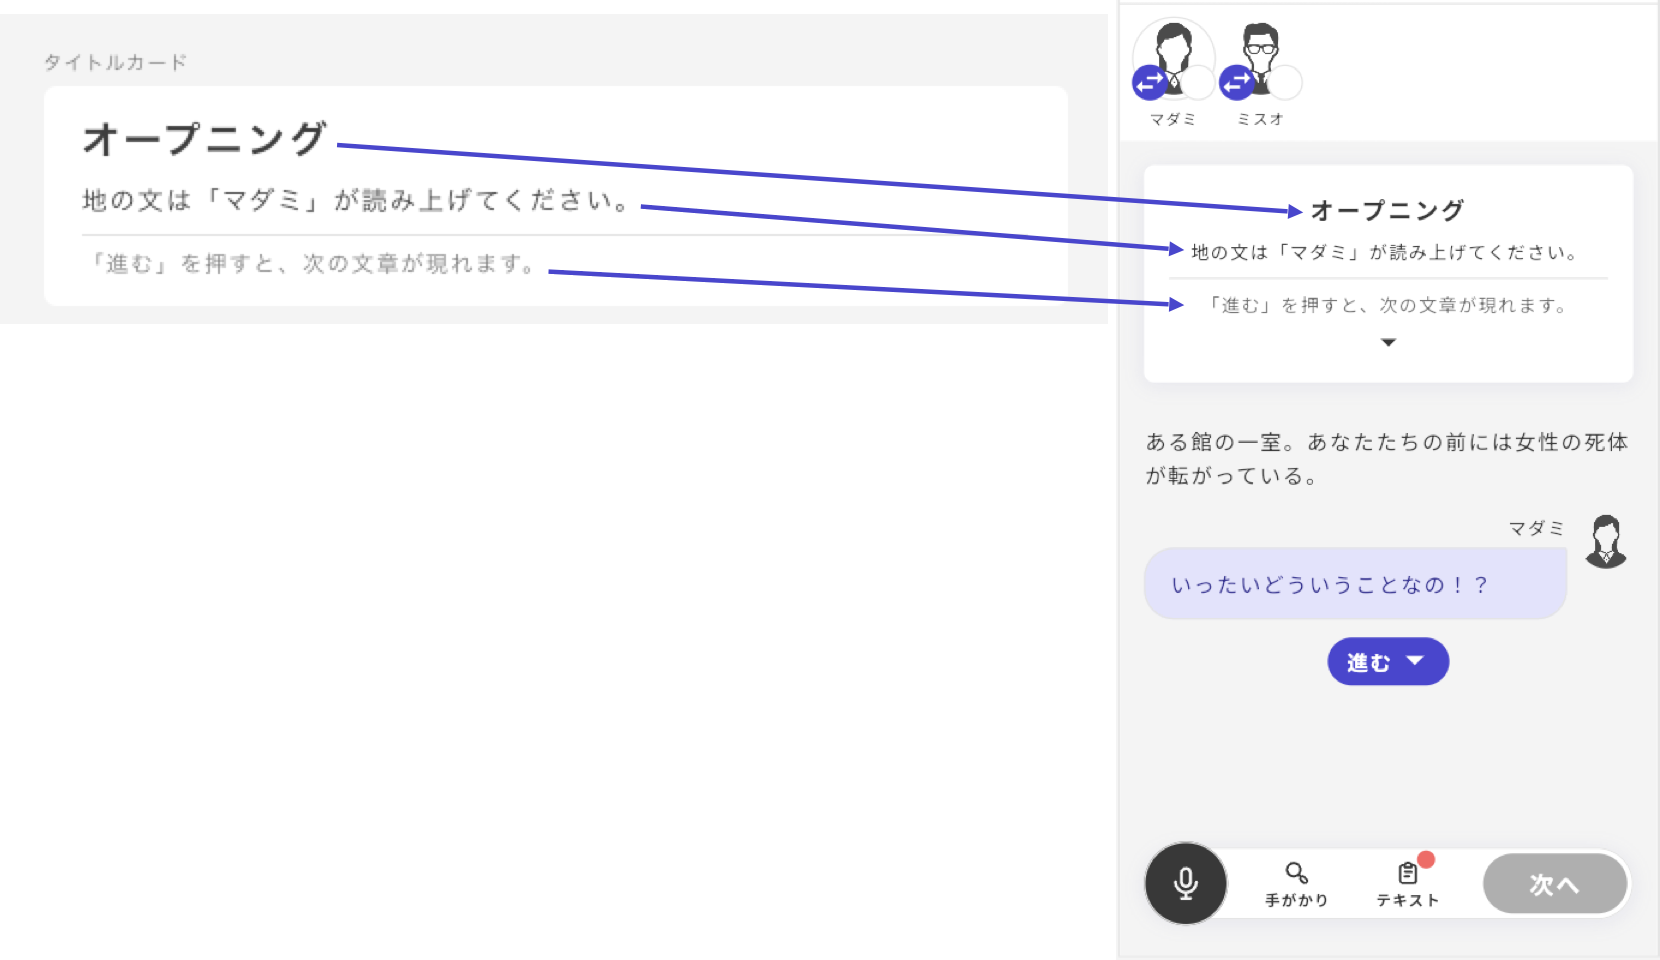 タイトルカード
オープニング
地の文は「マダミ」が読み上げてください。
「進む」を押すと、次の文章が現れます。
マダミ
ミスオ
オープニング
地の文は「マダミ」が読み上げてください。
「進む」を押すと、次の文章が現れます。
ある館の一室。あなたたちの前には女性の死体
が転がっている。
マダミ
いったいどういうことなの！？
進む
手がかり
テキスト
次へ